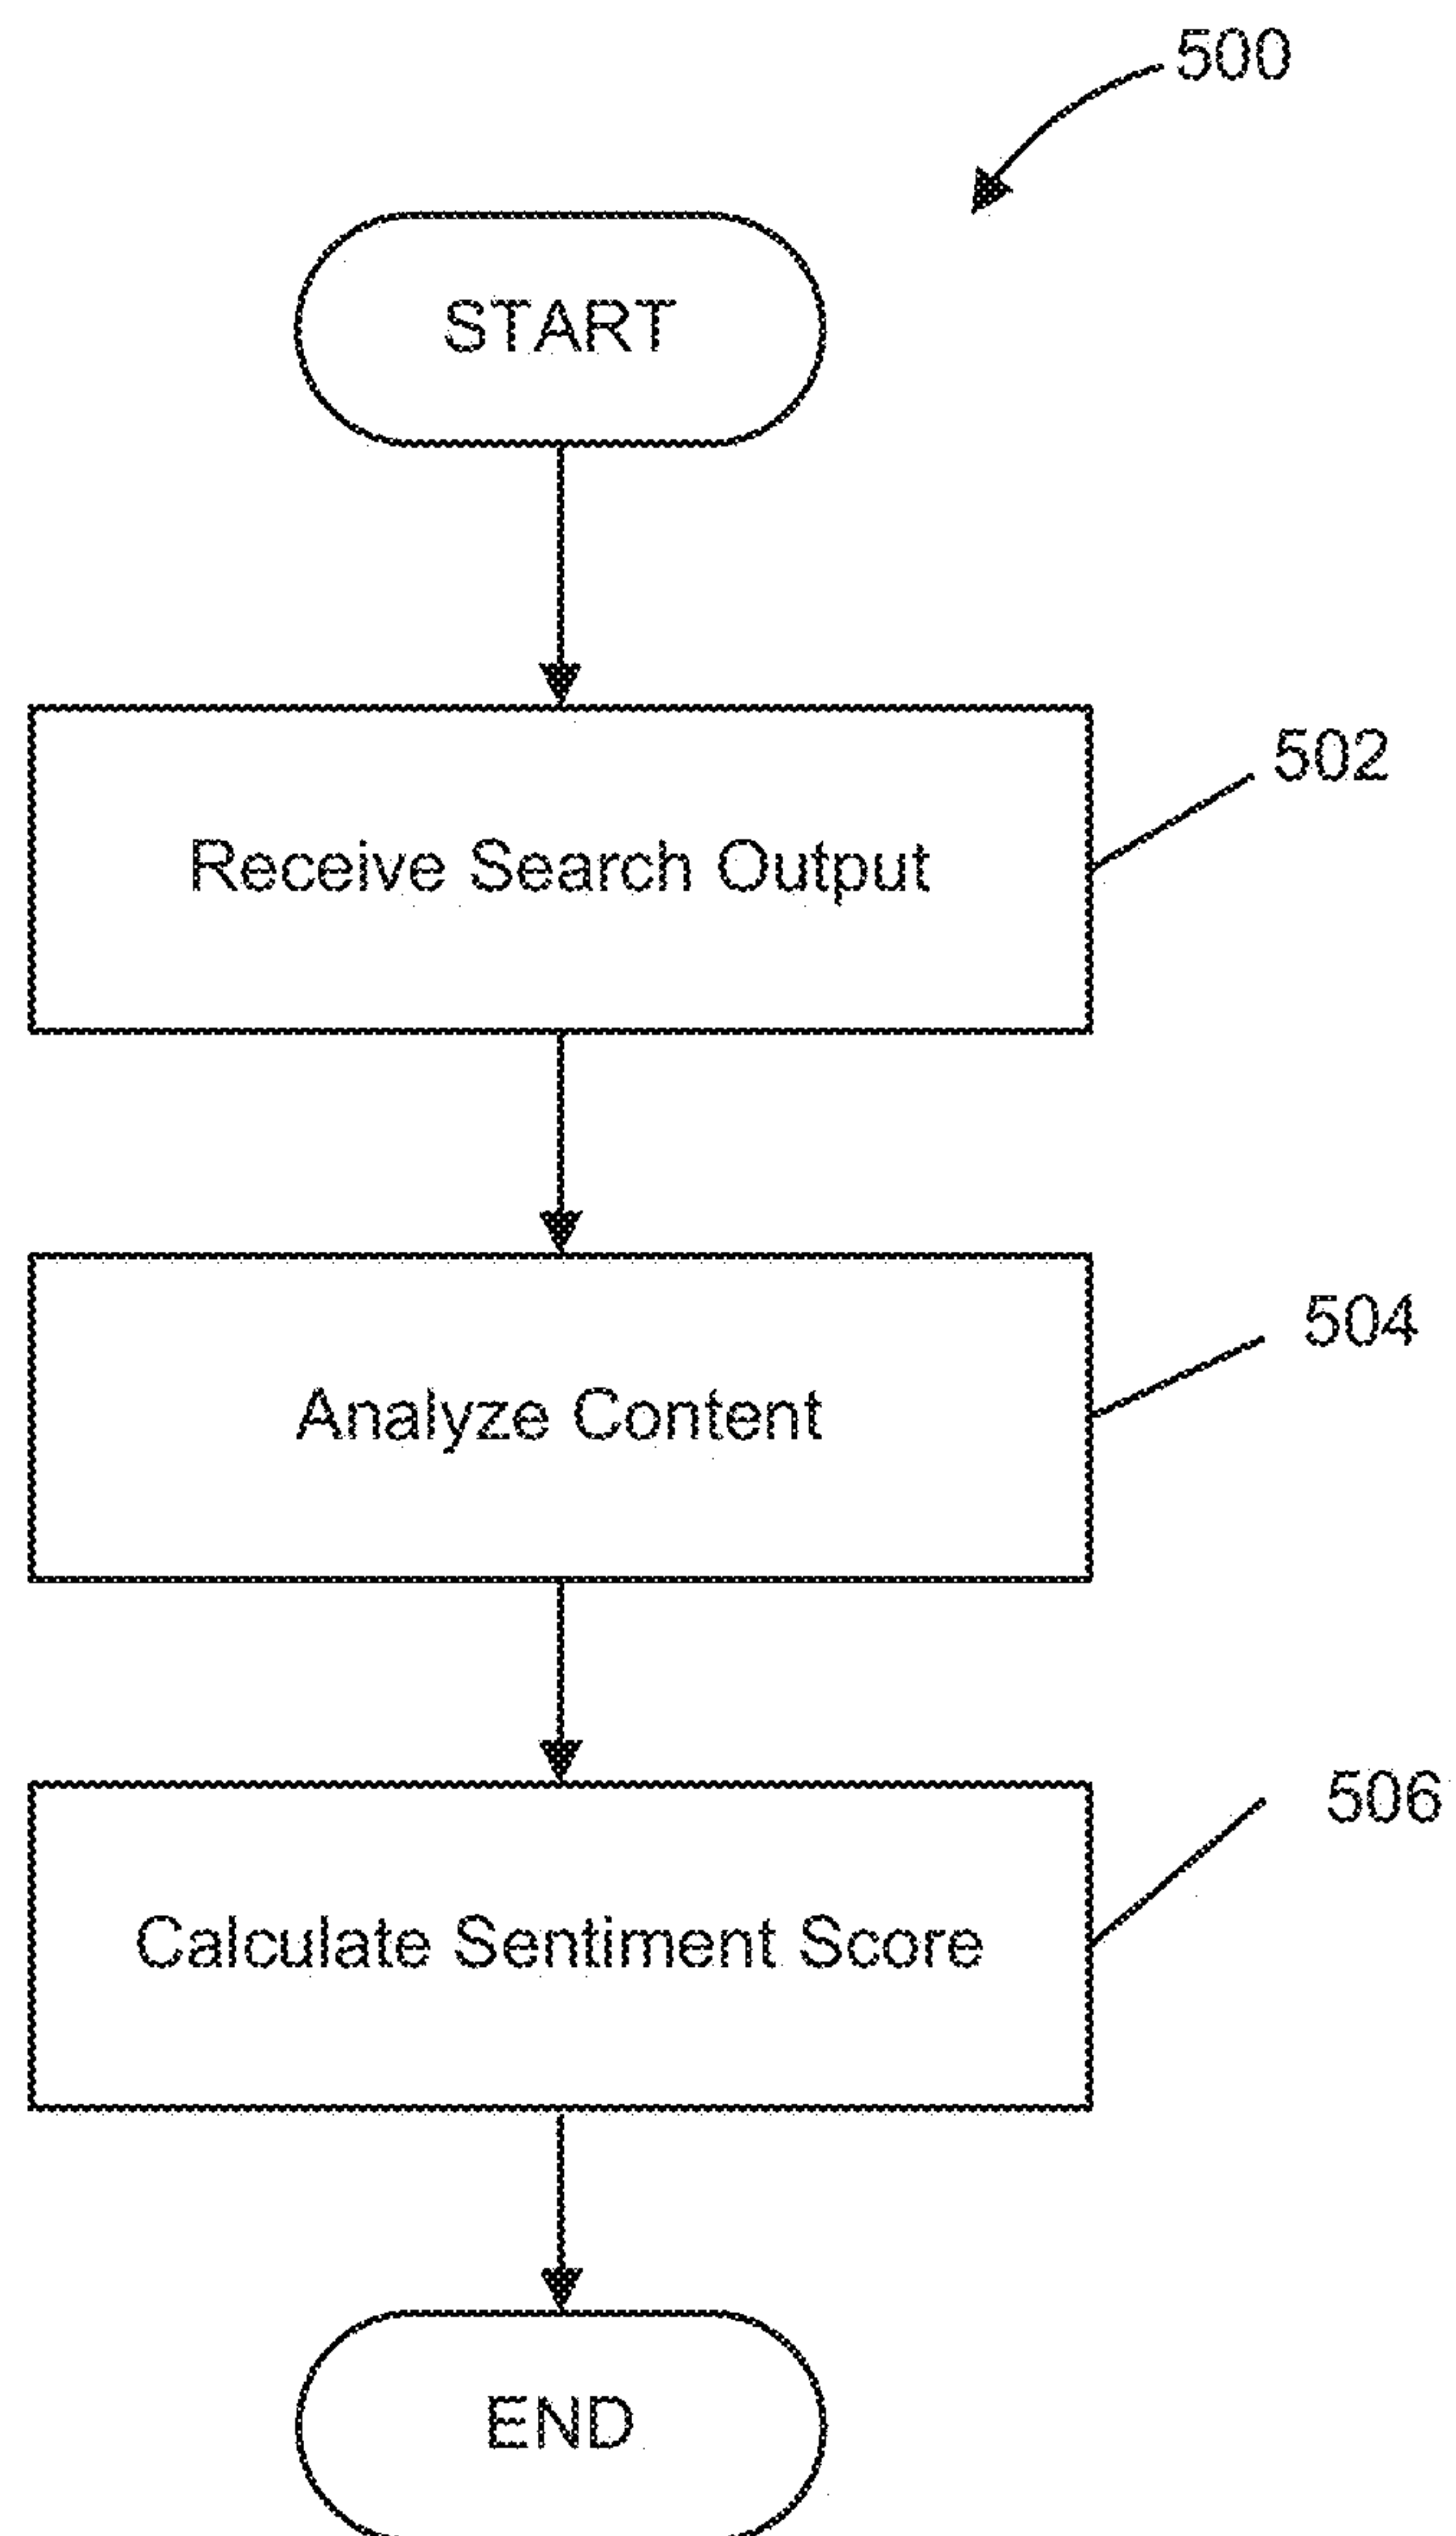 500
START
502
Receive Search Output
504
Analyze Content
506
Calculate Sentiment Score
END